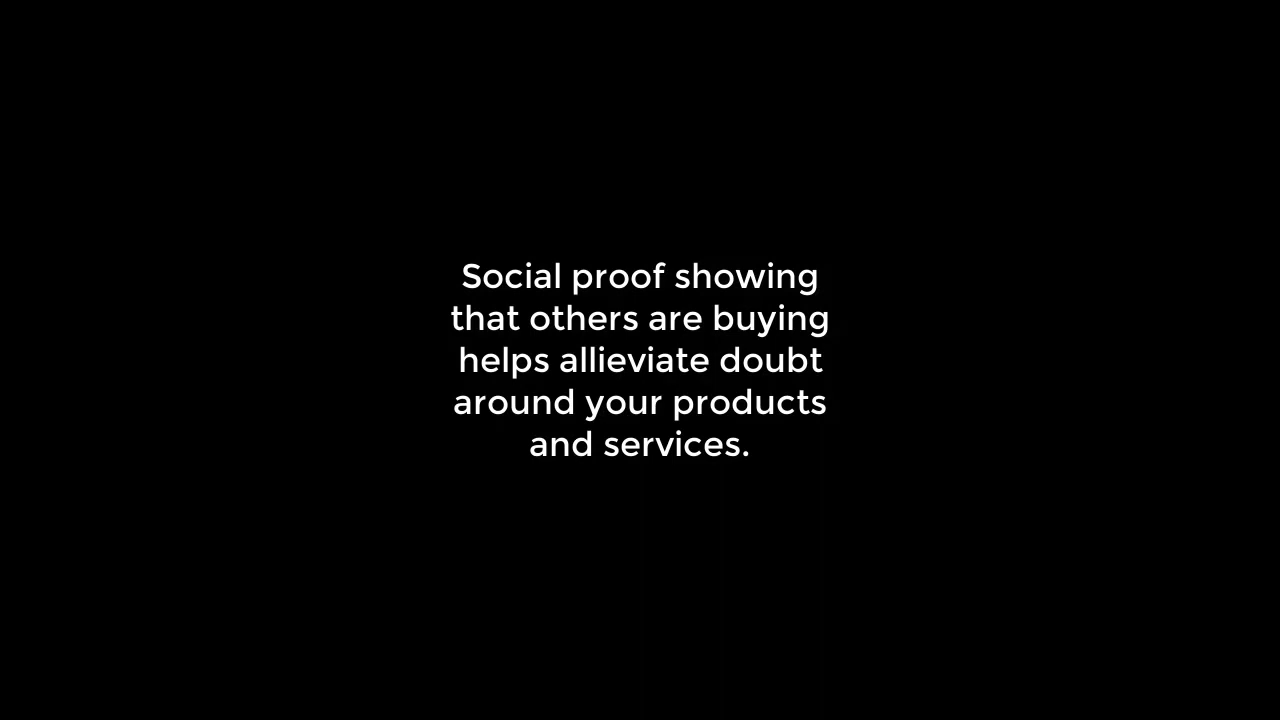 Social proof showing
that others are buying
helps allieviate doubt
around your products
and services.